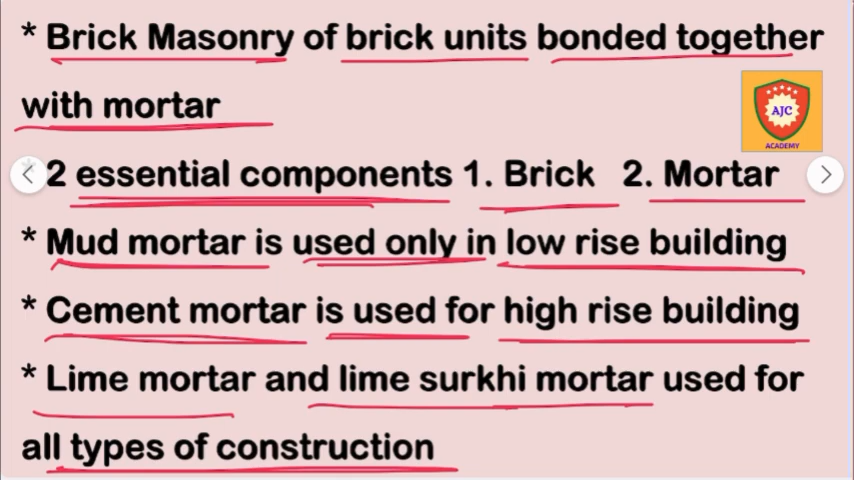 * Brick Masonry of brick units bonded together
with mortar
AJC
ACADEMY
* 2 essential components 1. Brick 2. Mortar
* Mud mortar is used only in low rise building
* Cement mortar is used for high rise building
* Lime mortar and lime surkhi mortar used for
all types of construction